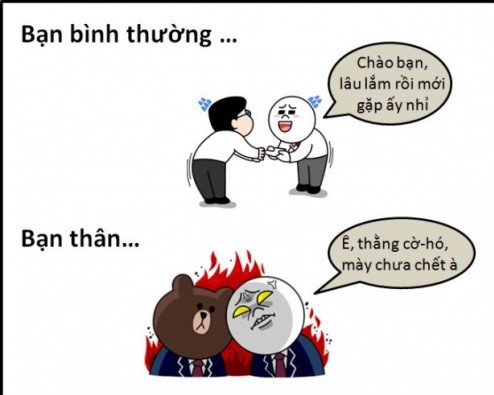 Bạn bình thường ...
Chào bạn,
lâu lắm rồi mới
gặp ấy nhỉ
Bạn thân...
Ê, thằng cờ-hó,
mày chưa chết à